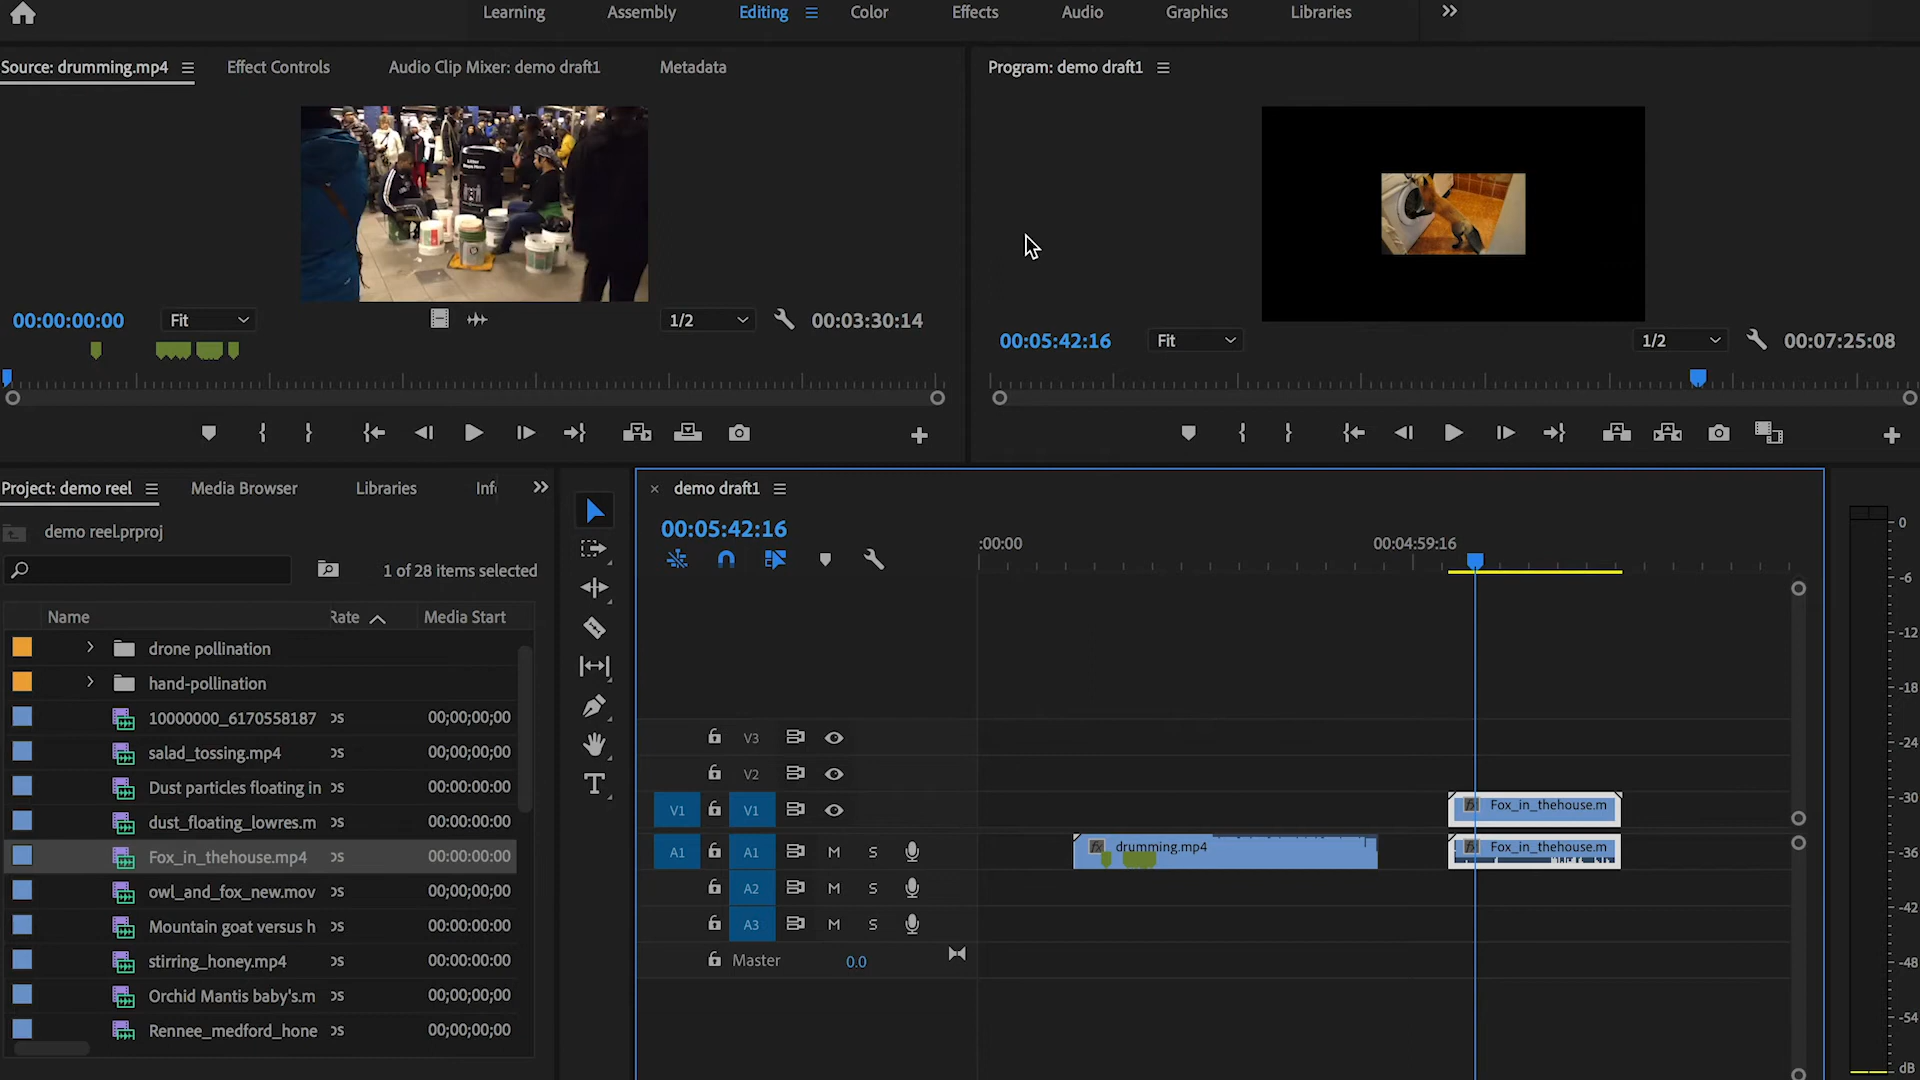 Learning Assembly Editing Color Effects Audio Graphics Libraries
Source: drumming.mp4 Effect Controls Audio Clip Mixer: demo draft1 Metadata
Program: demo draft1
00:00:00:00 Fit 1/2 00:03:30:14
00:05:42:16 Fit 1/2 00:07:25:08
Project: demo reel Media Browser Libraries Inf
demo reel.prproj
1 of 28 items selected
Name Rate Media Start
drone pollination
hand-pollination
10000000_6170558187 DS 00;00;00;00
salad_tossing.mp4 DS 00;00;00;00
Dust particles floating in DS 00:00:00:00
dust_floating_lowres.m DS 00:00:00:00
Fox_in_thehouse.mp4 DS 00:00:00:00
owl_and_fox_new.mov DS 00;00;00;00
Mountain goat versus h DS 00:00:00:00
stirring_honey.mp4 DS 00:00:00:00
Orchid Mantis baby's.m DS 00;00;00;00
Rennee_medford_hone DS 00;00;00;00
demo draft1
00:05:42:16
:00:00 00:04:59:16
V3
V2
V1 V1 fx Fox_in_thehouse.m
A1 A1 M S fx drumming.mp4 fx Fox_in_thehouse.m
A2 M S
A3 M S
Master 0.0
0
-6
-12
-18
-24
-30
-36
-42
-48
-54
dB